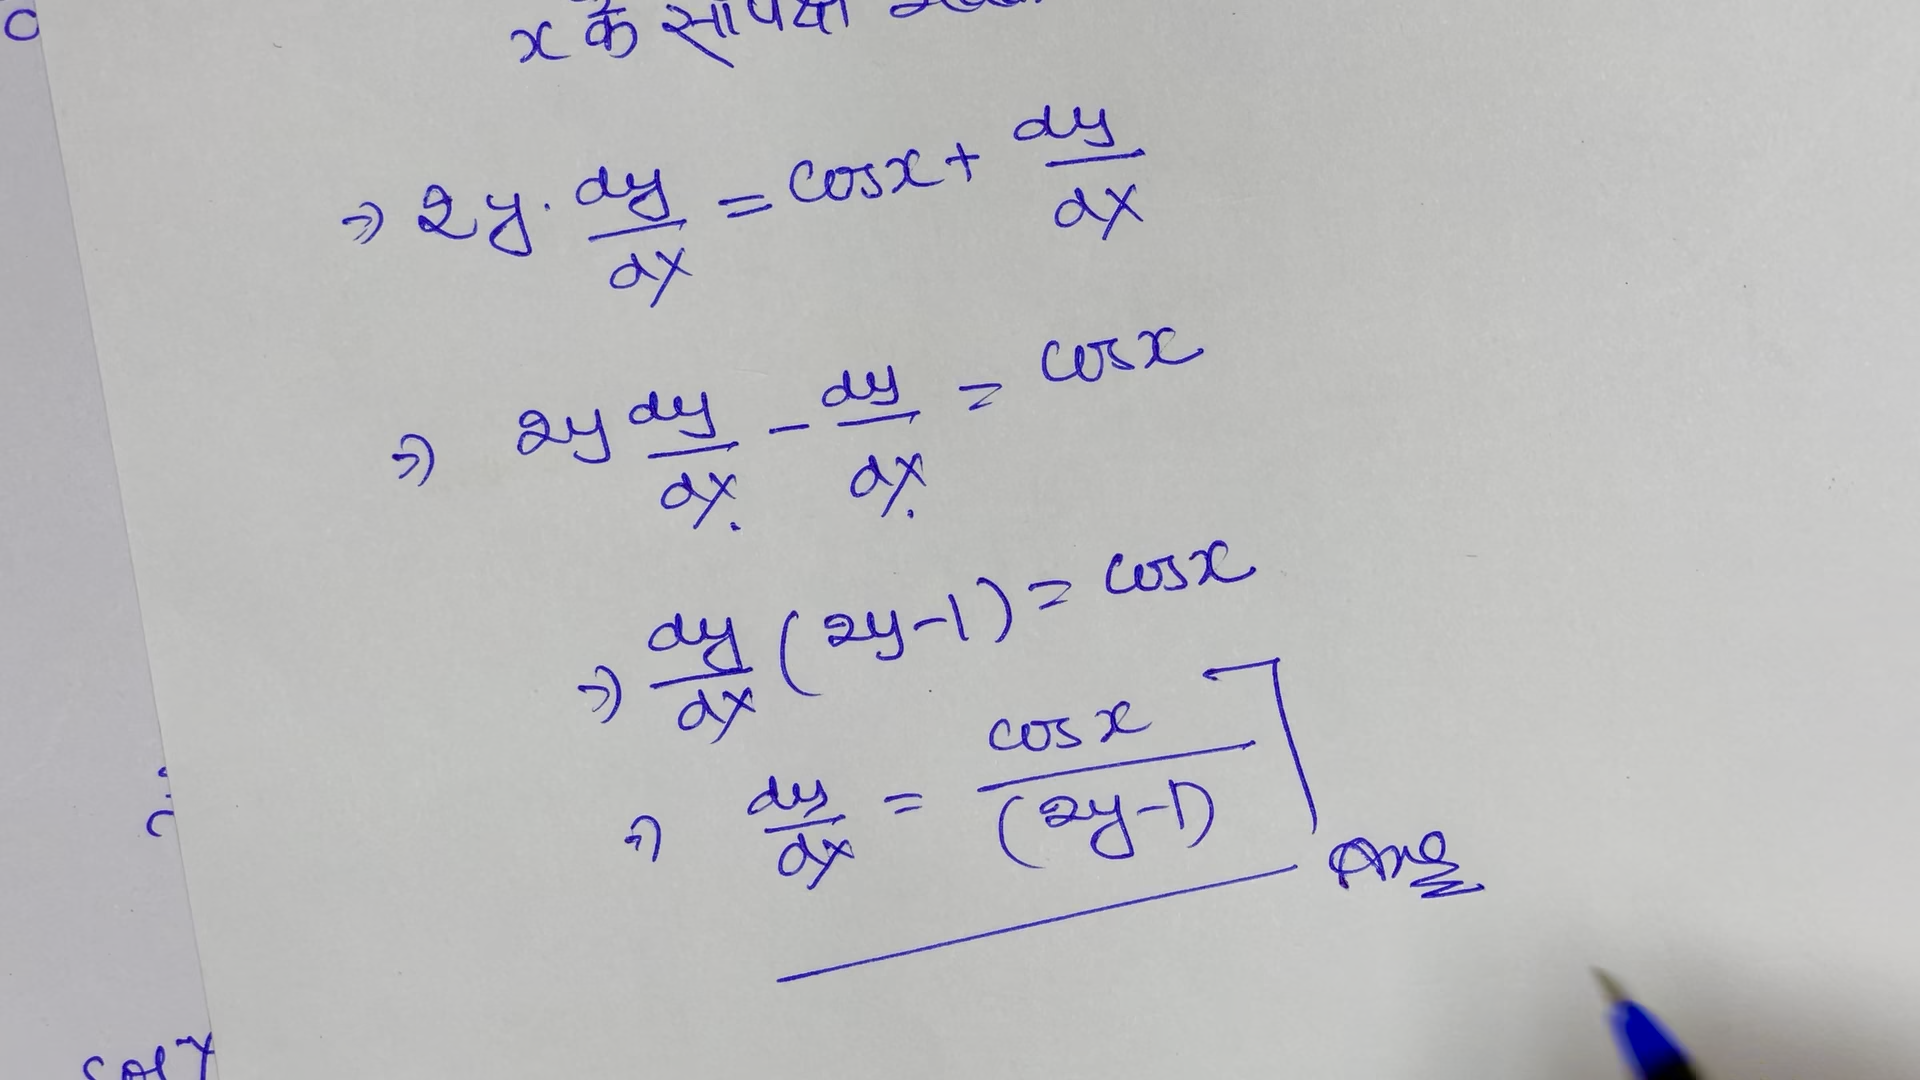 x के सापेक्ष
⇒ 2y · dy/dx = cosx + dy/dx
⇒ 2y dy/dx - dy/dx = cosx
⇒ dy/dx (2y-1) = cosx
⇒ dy/dx = cosx/(2y-1) Ans